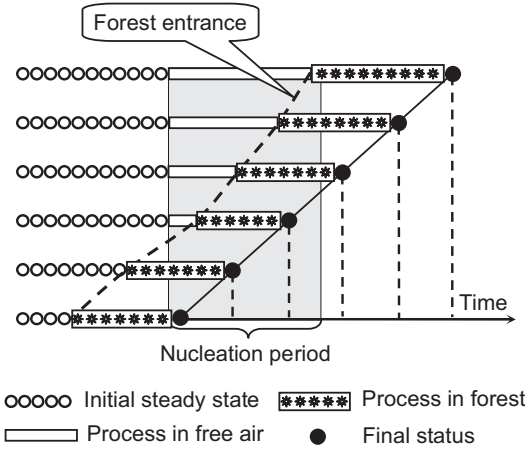 Forest entrance
Time
Nucleation period
Initial steady state
Process in forest
Process in free air
Final status